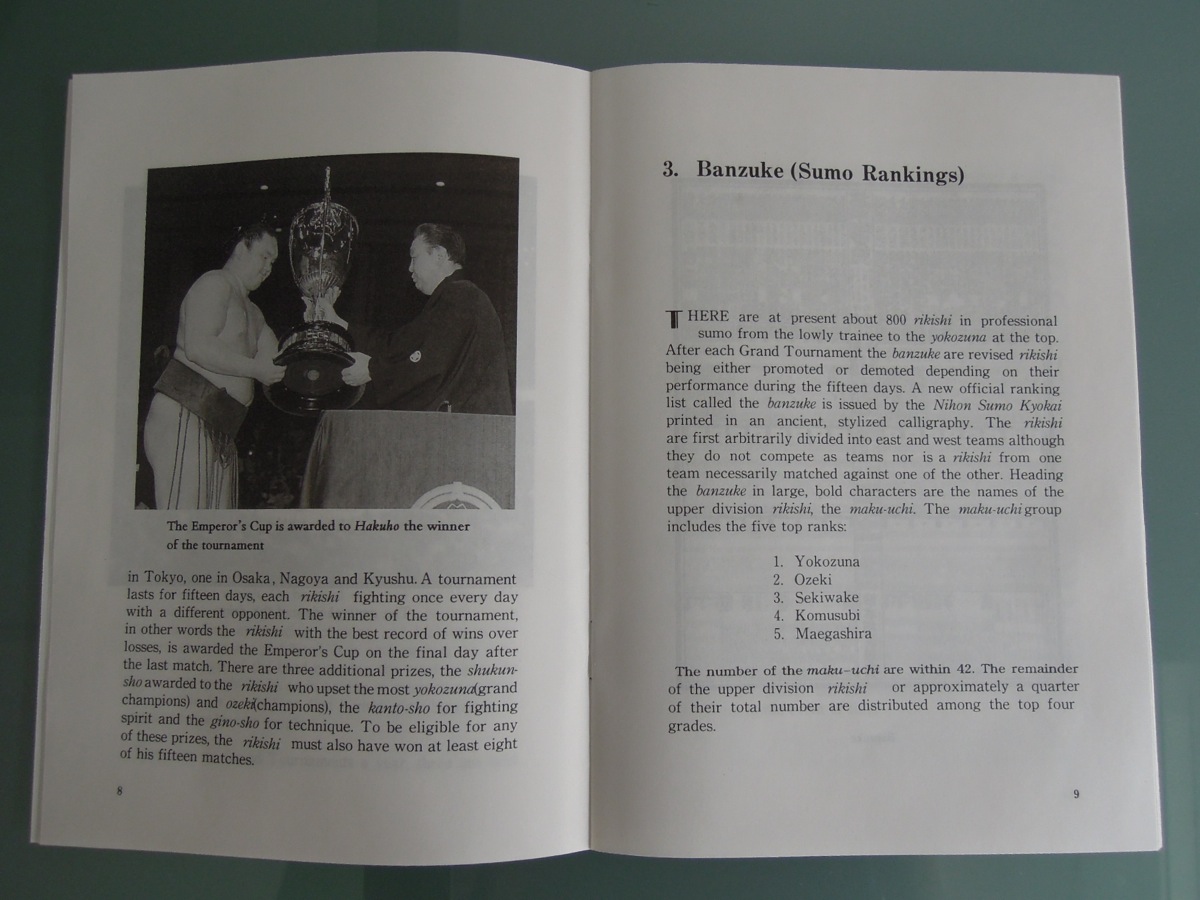 The Emperor's Cup is awarded to Hakuho the winner
of the tournament
in Tokyo, one in Osaka, Nagoya and Kyushu. A tournament
lasts for fifteen days, each rikishi fighting once every day
with a different opponent. The winner of the tournament,
in other words the rikishi with the best record of wins over
losses, is awarded the Emperor's Cup on the final day after
the last match. There are three additional prizes, the shukun-
sho awarded to the rikishi who upset the most yokozuna(grand
champions) and ozeki(champions), the kanto-sho for fighting
spirit and the gino-sho for technique. To be eligible for any
of these prizes, the rikishi must also have won at least eight
of his fifteen matches.
8
3. Banzuke (Sumo Rankings)
THERE are at present about 800 rikishi in professional
sumo from the lowly trainee to the yokozuna at the top.
After each Grand Tournament the banzuke are revised rikishi
being either promoted or demoted depending on their
performance during the fifteen days. A new official ranking
list called the banzuke is issued by the Nihon Sumo Kyokai
printed in an ancient, stylized calligraphy. The rikishi
are first arbitrarily divided into east and west teams although
they do not compete as teams nor is a rikishi from one
team necessarily matched against one of the other. Heading
the banzuke in large, bold characters are the names of the
upper division rikishi, the maku-uchi. The maku-uchi group
includes the five top ranks:
1. Yokozuna
2. Ozeki
3. Sekiwake
4. Komusubi
5. Maegashira
The number of the maku-uchi are within 42. The remainder
of the upper division rikishi or approximately a quarter
of their total number are distributed among the top four
grades.
9